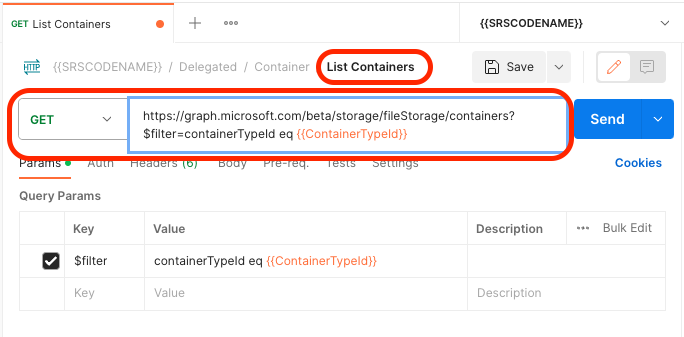 GET List Containers
{{SRSCODENAME}}
HTTP {{SRSCODENAME}} / Delegated / Container / List Containers Save
GET https://graph.microsoft.com/beta/storage/fileStorage/containers?
$filter=containerTypeId eq {{ContainerTypeId}}
Send
Params Auth Headers (6) Body Pre-req. Tests Settings Cookies
Query Params
Key Value Description Bulk Edit
$filter containerTypeId eq {{ContainerTypeId}}
Key Value Description